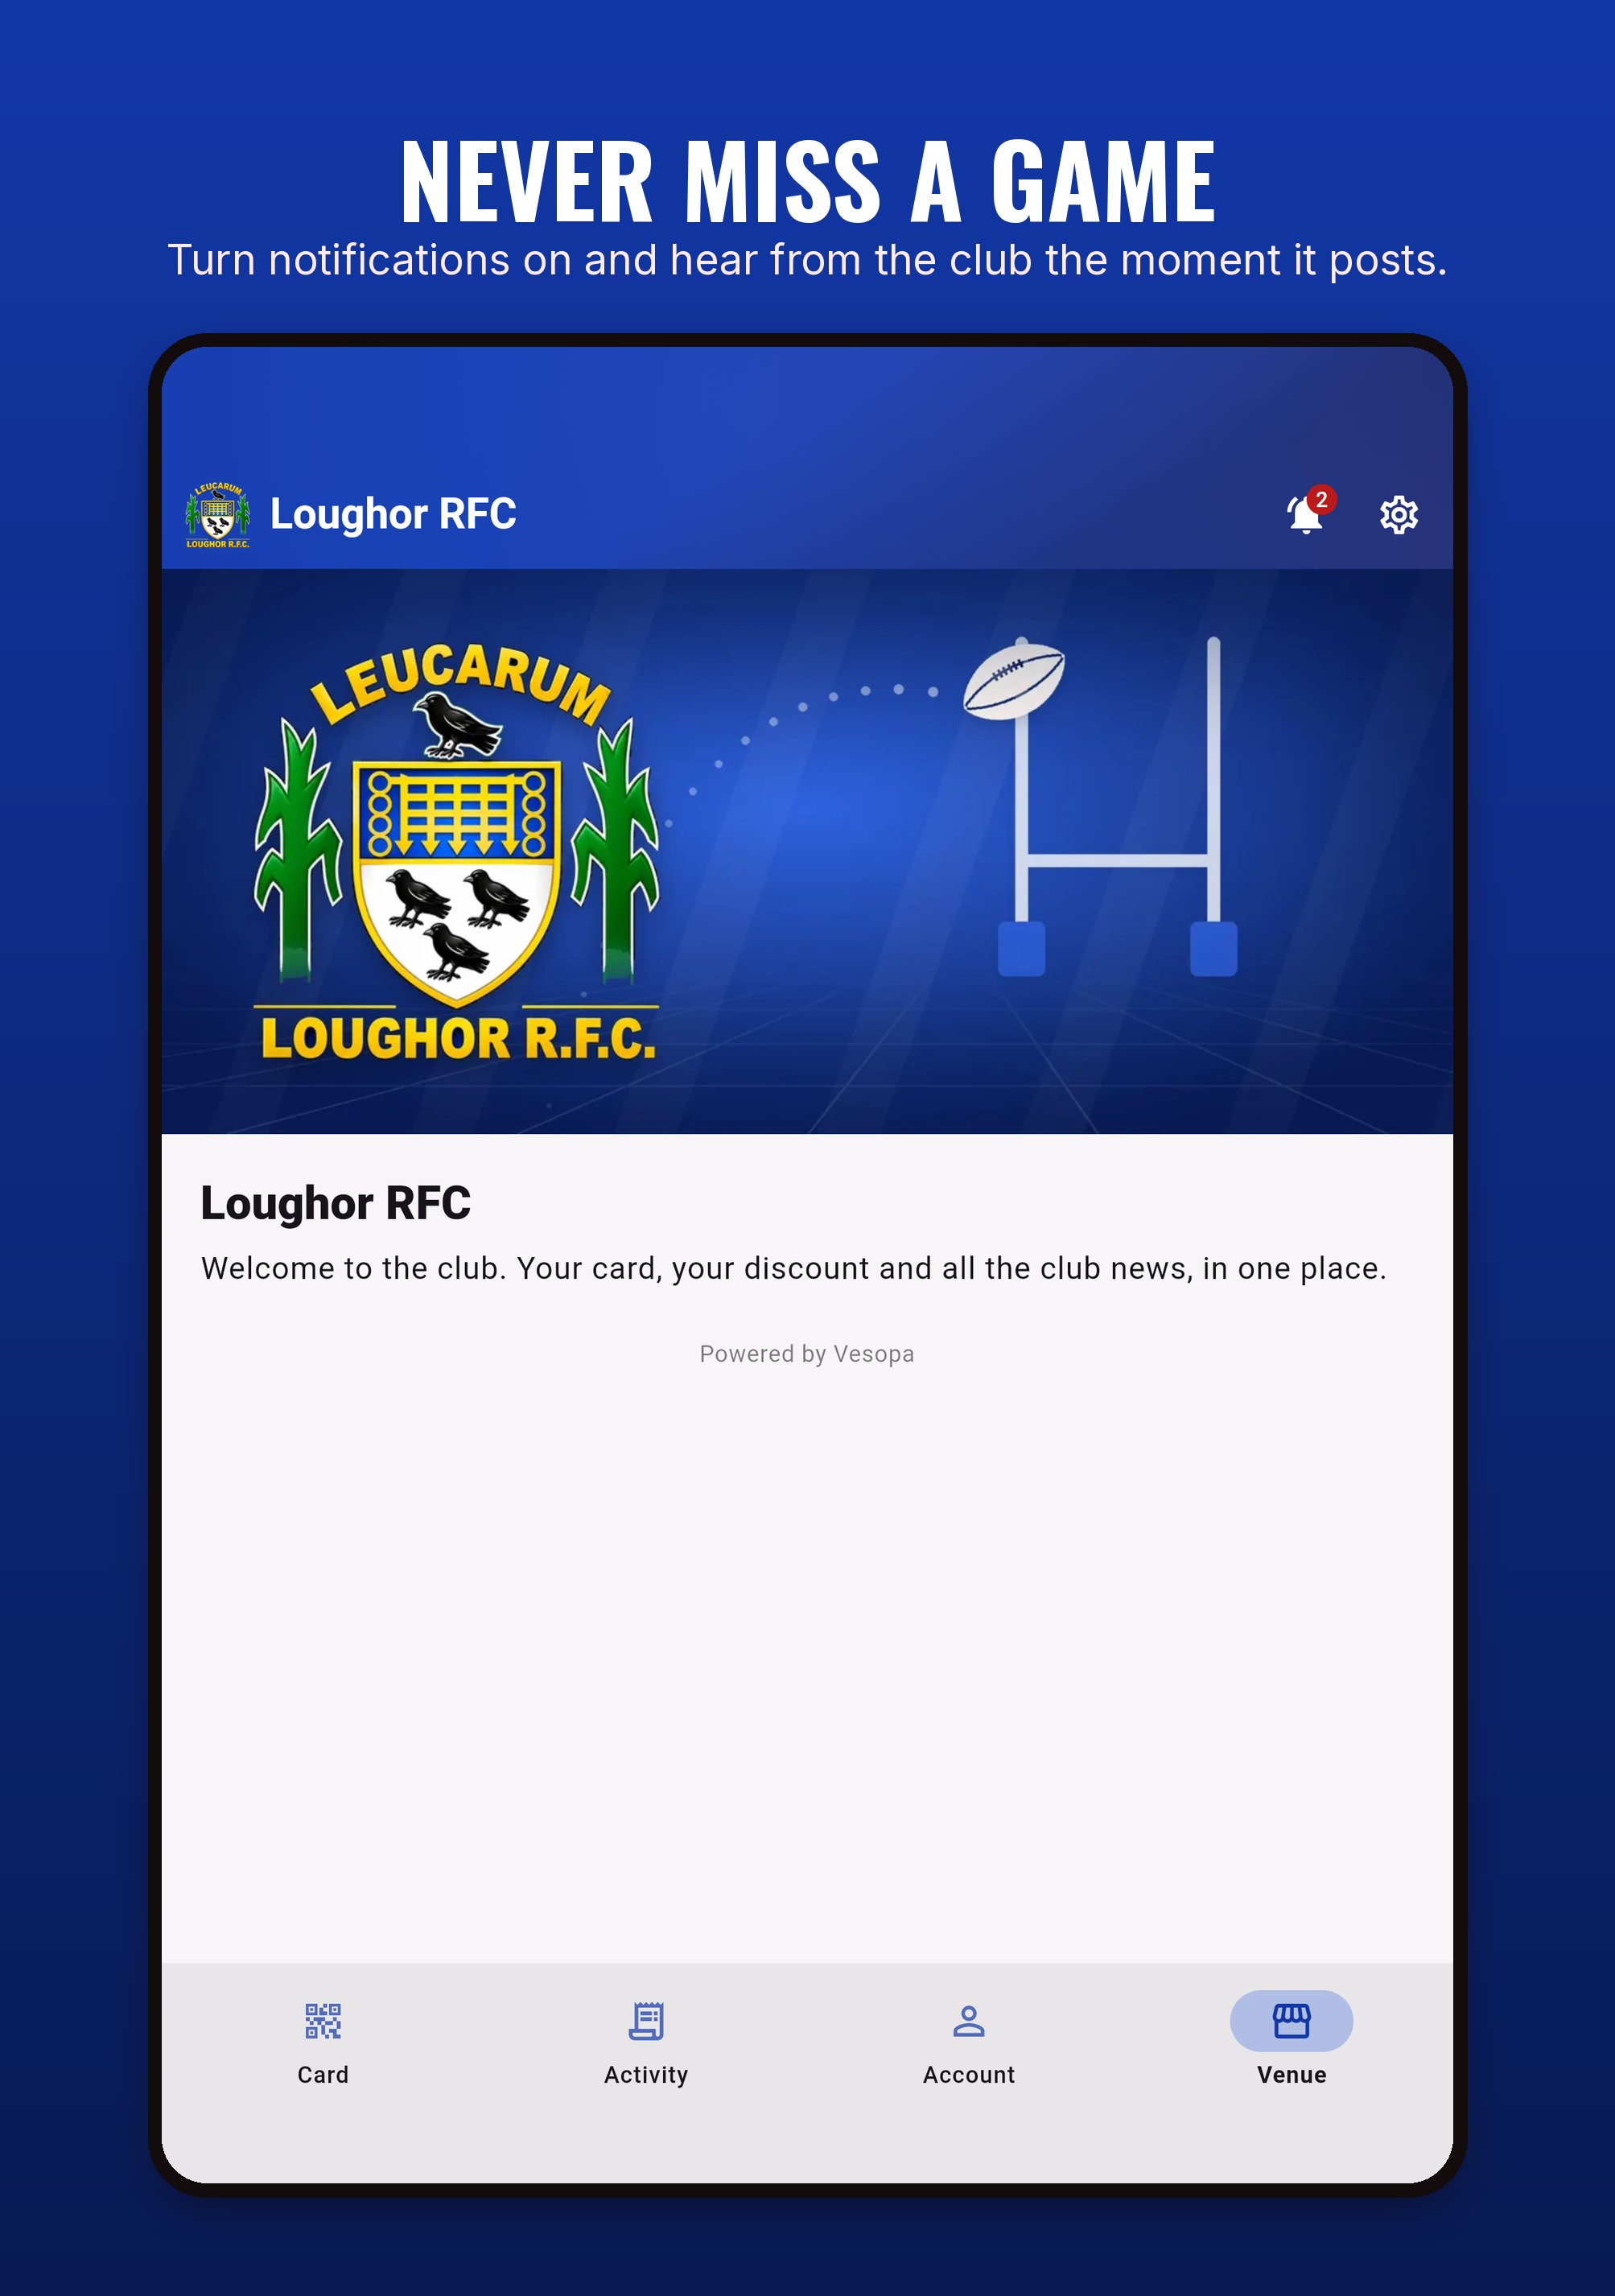 NEVER MISS A GAME
Turn notifications on and hear from the club the moment it posts.
LEUCARUM
LOUGHOR R.F.C.
Loughor RFC
2
LEUCARUM
LOUGHOR R.F.C.
Loughor RFC
Welcome to the club. Your card, your discount and all the club news, in one place.
Powered by Vesopa
Card
Activity
Account
Venue